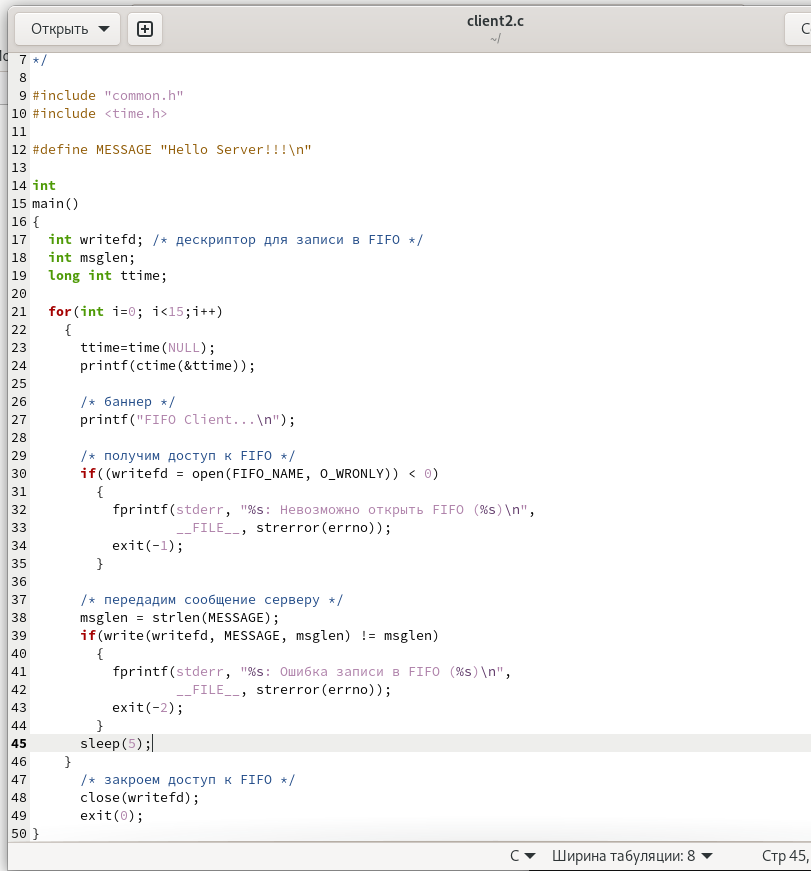 Открыть
client2.c
~/
7 */
8
9 #include "common.h"
10 #include <time.h>
11
12 #define MESSAGE "Hello Server!!!\n"
13
14 int
15 main()
16 {
17   int writefd; /* дескриптор для записи в FIFO */
18   int msglen;
19   long int ttime;
20
21   for(int i=0; i<15;i++)
22     {
23       ttime=time(NULL);
24       printf(ctime(&ttime));
25
26       /* баннер */
27       printf("FIFO Client...\n");
28
29       /* получим доступ к FIFO */
30       if((writefd = open(FIFO_NAME, O_WRONLY)) < 0)
31         {
32           fprintf(stderr, "%s: Невозможно открыть FIFO (%s)\n",
33                   __FILE__, strerror(errno));
34           exit(-1);
35         }
36
37       /* передадим сообщение серверу */
38       msglen = strlen(MESSAGE);
39       if(write(writefd, MESSAGE, msglen) != msglen)
40         {
41           fprintf(stderr, "%s: Ошибка записи в FIFO (%s)\n",
42                   __FILE__, strerror(errno));
43           exit(-2);
44         }
45       sleep(5);
46     }
47       /* закроем доступ к FIFO */
48       close(writefd);
49       exit(0);
50 }
C
Ширина табуляции: 8
Стр 45,